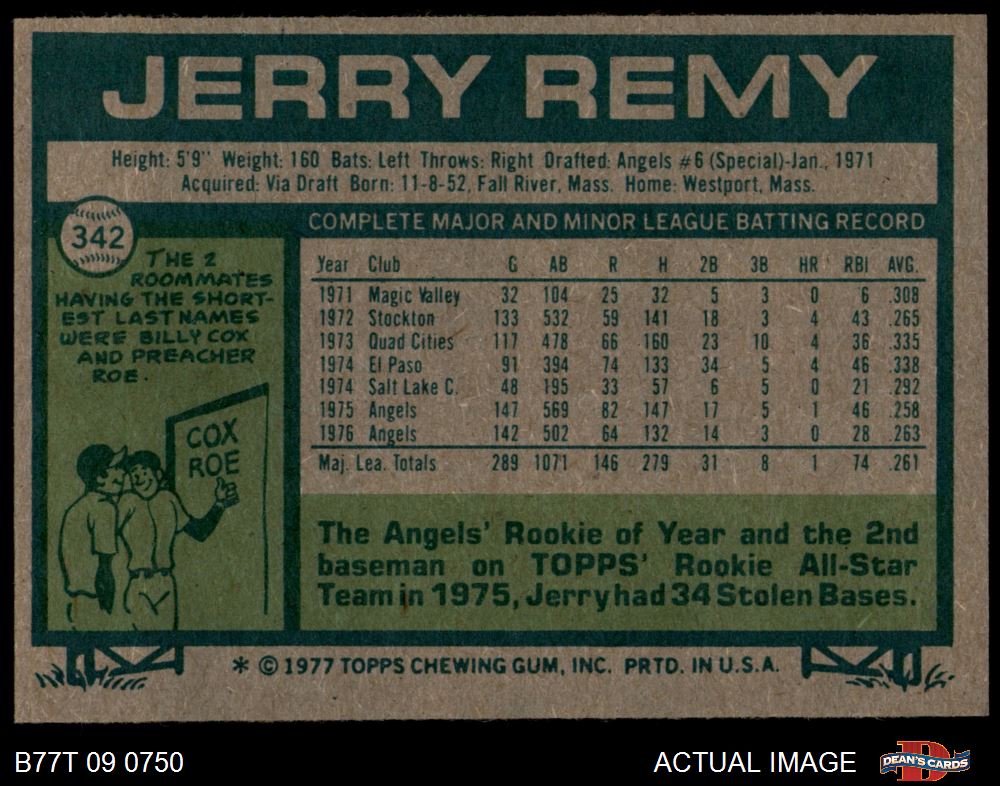 JERRY REMY
Height: 5'9" Weight: 160 Bats: Left Throws: Right Drafted: Angels #6 (Special)-Jan., 1971
Acquired: Via Draft Born: 11-8-52, Fall River, Mass. Home: Westport, Mass.
342
THE 2
ROOMMATES
HAVING THE SHORT-
EST LAST NAMES
WERE BILLY COX
AND PREACHER
ROE.
COX
ROE
COMPLETE MAJOR AND MINOR LEAGUE BATTING RECORD
Year Club G AB R H 2B 3B HR RBI AVG.
1971 Magic Valley 32 104 25 32 5 3 0 6 .308
1972 Stockton 133 532 59 141 18 3 4 43 .265
1973 Quad Cities 117 478 66 160 23 10 4 36 .335
1974 El Paso 91 394 74 133 34 5 4 46 .338
1974 Salt Lake C. 48 195 33 57 6 5 0 21 .292
1975 Angels 147 569 82 147 17 5 1 46 .258
1976 Angels 142 502 64 132 14 3 0 28 .263
Maj. Lea. Totals 289 1071 146 279 31 8 1 74 .261
The Angels' Rookie of Year and the 2nd
baseman on TOPPS' Rookie All-Star
Team in 1975, Jerry had 34 Stolen Bases.
* © 1977 TOPPS CHEWING GUM, INC. PRTD. IN U.S.A.
B77T 09 0750
ACTUAL IMAGE
D
DEAN'S CARDS